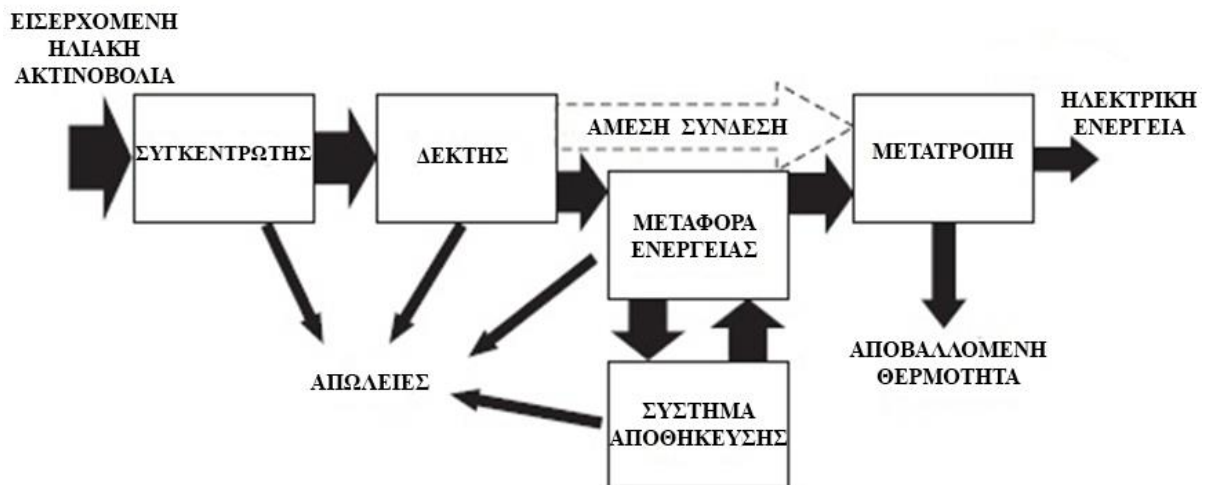 ΕΙΣΕΡΧΟΜΕΝΗ
ΗΛΙΑΚΗ
ΑΚΤΙΝΟΒΟΛΙΑ
ΣΥΓΚΕΝΤΡΩΤΗΣ
ΔΕΚΤΗΣ
ΑΜΕΣΗ ΣΥΝΔΕΣΗ
ΜΕΤΑΦΟΡΑ
ΕΝΕΡΓΕΙΑΣ
ΜΕΤΑΤΡΟΠΗ
ΗΛΕΚΤΡΙΚΗ
ΕΝΕΡΓΕΙΑ
ΑΠΩΛΕΙΕΣ
ΣΥΣΤΗΜΑ
ΑΠΟΘΗΚΕΥΣΗΣ
ΑΠΟΒΑΛΛΟΜΕΝΗ
ΘΕΡΜΟΤΗΤΑ